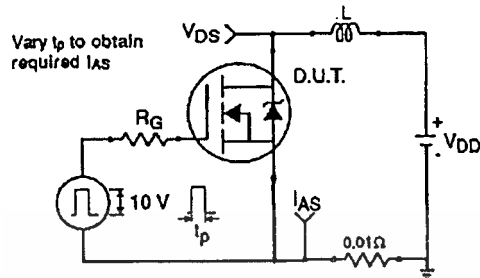 Vary tp to obtain
required IAS
VDS
L
D.U.T.
RG
VDD
+
-
10 V
tp
IAS
0.01Ω